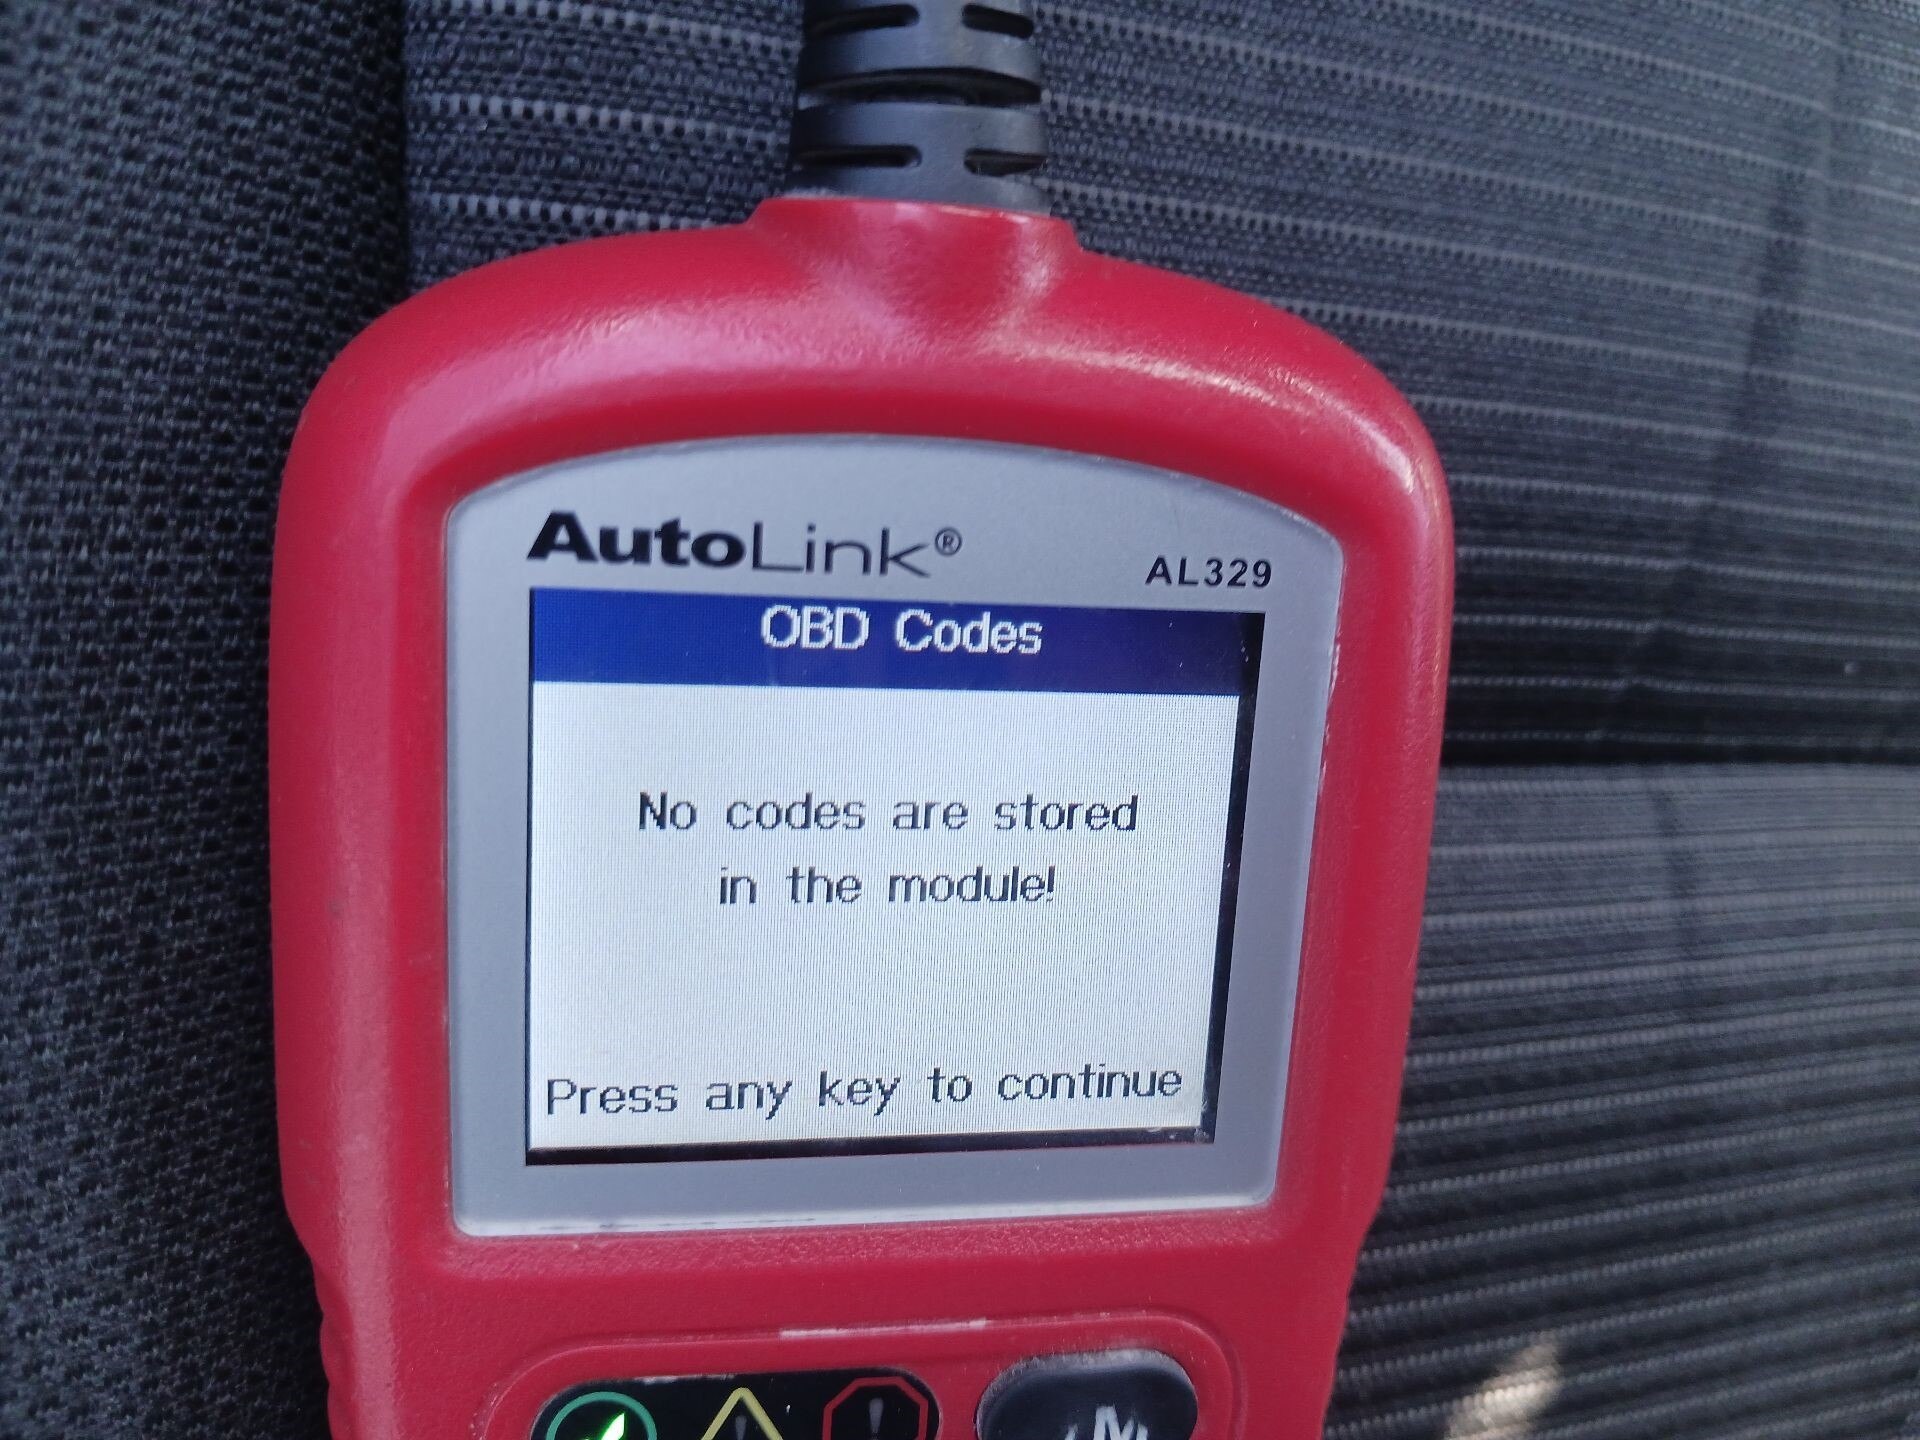 AutoLink®
AL329
OBD Codes
No codes are stored
in the module!
Press any key to continue
M